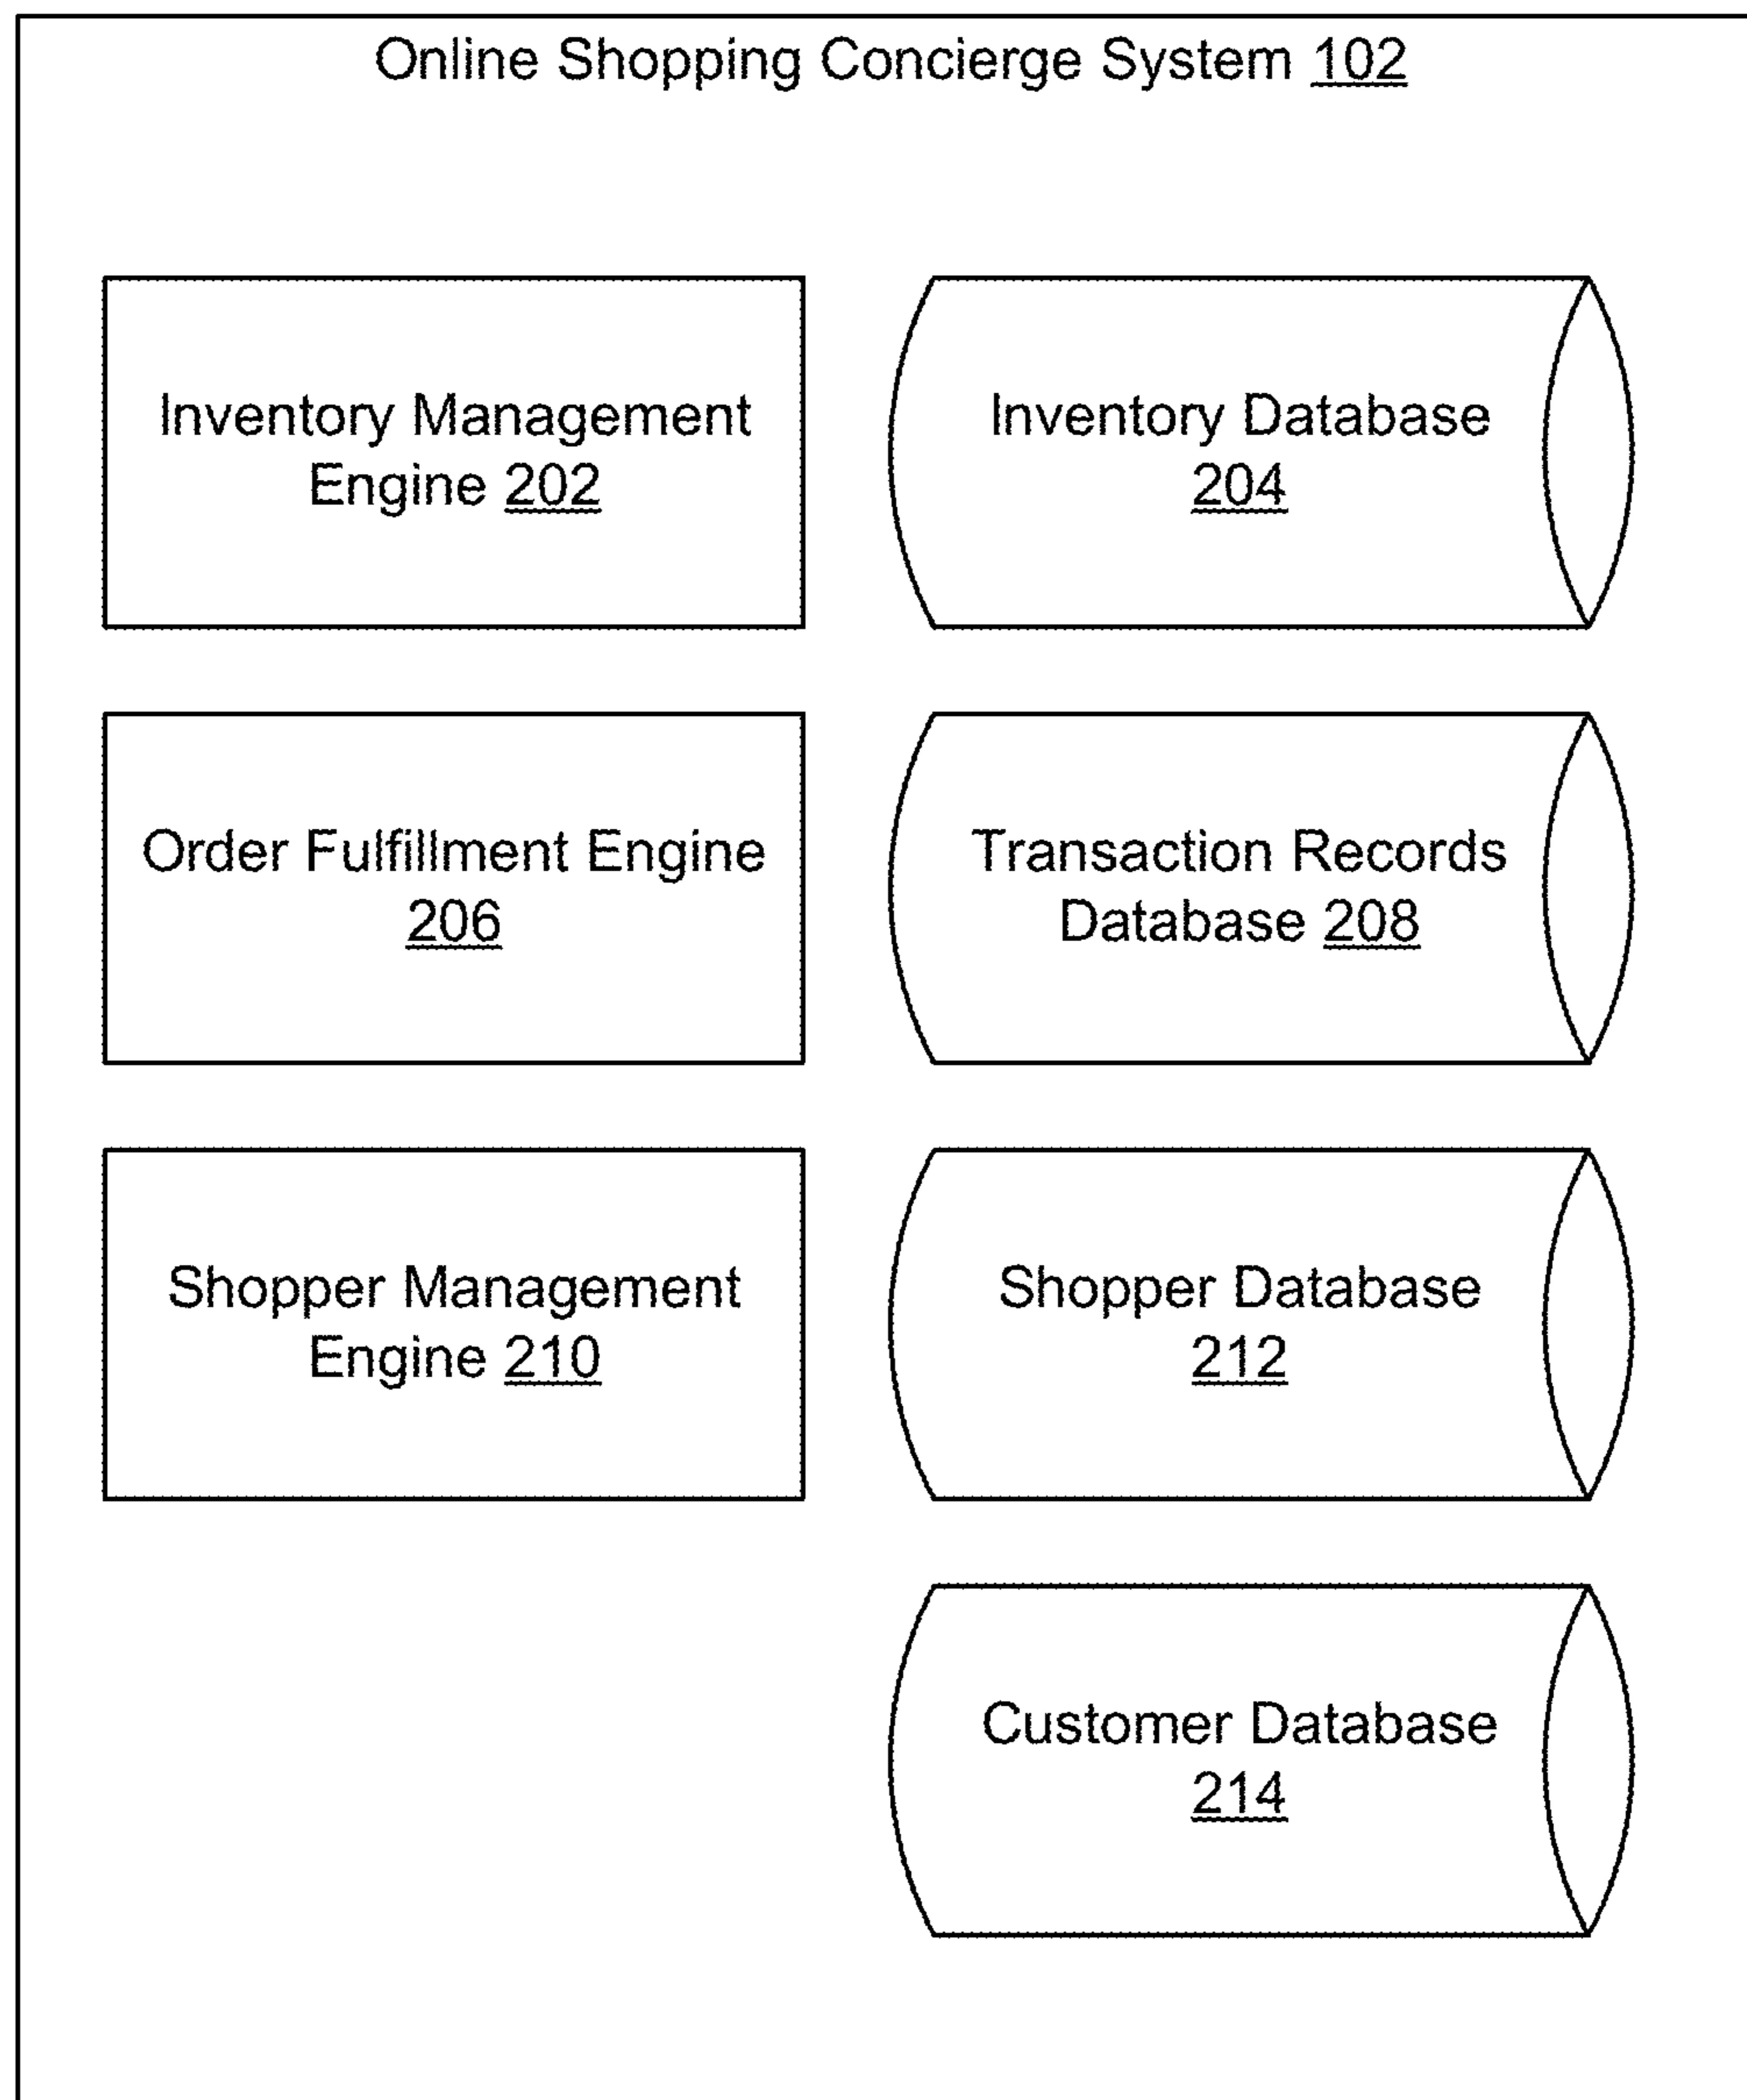 Online Shopping Concierge System 102
Inventory Management
Engine 202
Inventory Database
204
Order Fulfillment Engine
206
Transaction Records
Database 208
Shopper Management
Engine 210
Shopper Database
212
Customer Database
214